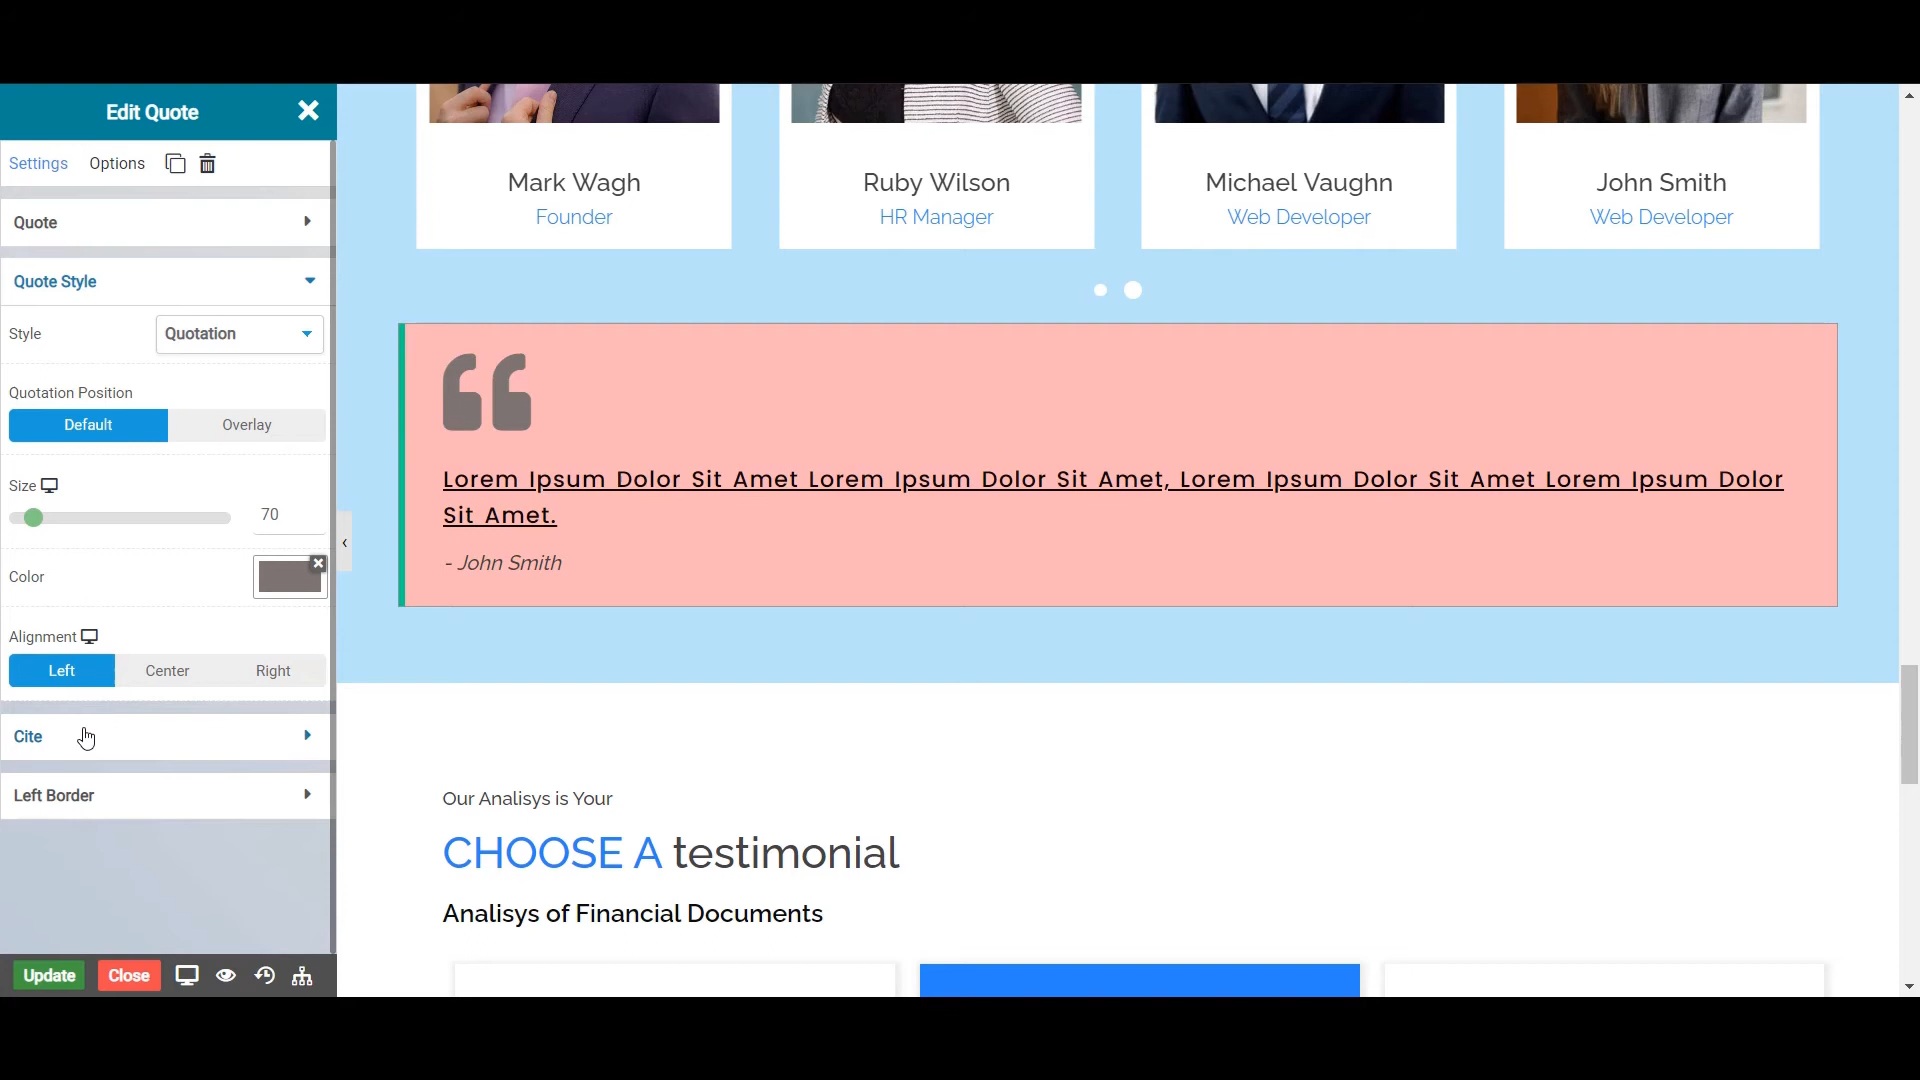 Edit Quote
Settings Options
Quote
Quote Style
Style Quotation
Quotation Position
Default Overlay
Size
70
Color
Alignment
Left Center Right
Cite
Left Border
Update Close
Mark Wagh
Founder
Ruby Wilson
HR Manager
Michael Vaughn
Web Developer
John Smith
Web Developer
Lorem Ipsum Dolor Sit Amet Lorem Ipsum Dolor Sit Amet, Lorem Ipsum Dolor Sit Amet Lorem Ipsum Dolor
Sit Amet.
- John Smith
Our Analisys is Your
CHOOSE A testimonial
Analisys of Financial Documents